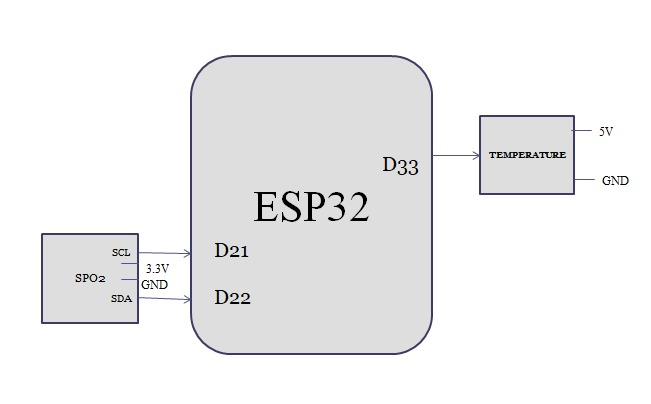 ESP32
D33
D21
D22
TEMPERATURE
5V
GND
SCL
3.3V
SPO2
GND
SDA